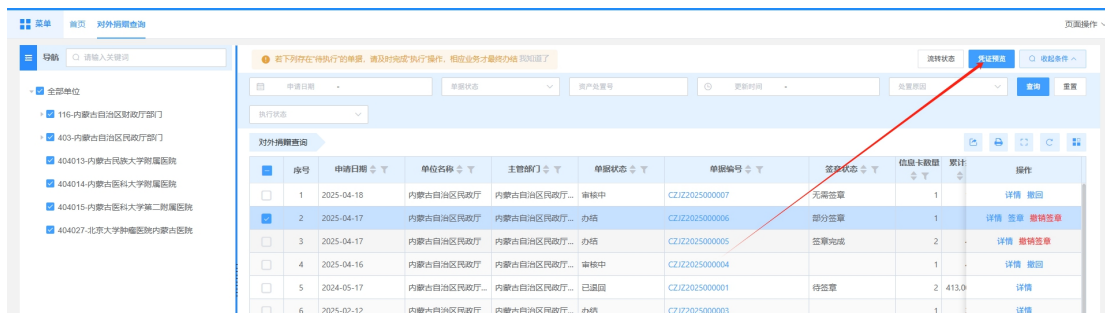 菜单 首页 对外捐赠查询 页面操作
导航 请输入关键词
全部单位
116-内蒙古自治区财政厅部门
403-内蒙古自治区民政厅部门
404013-内蒙古民族大学附属医院
404014-内蒙古医科大学附属医院
404015-内蒙古医科大学第二附属医院
404027-北京大学肿瘤医院内蒙古医院
若下列存在"待执行"的单据，请及时完成"执行"操作，相应业务才最终办结 我知道了 流转状态 凭证预览 收起条件
申请日期 - 单据状态 资产处置号 更新时间 - 处置原因 查询 重置
执行状态
对外捐赠查询
序号 申请日期 单位名称 主管部门 单据状态 单据编号 签章状态 信息卡数量 累计 操作
1 2025-04-18 内蒙古自治区民政厅 内蒙古自治区民政厅... 审核中 CZJZ2025000007 无需签章 1 详情 撤回
2 2025-04-17 内蒙古自治区民政厅 内蒙古自治区民政厅... 办结 CZJZ2025000006 部分签章 1 详情 签章 撤销签章
3 2025-04-17 内蒙古自治区民政厅 内蒙古自治区民政厅... 办结 CZJZ2025000005 签章完成 2 详情 撤销签章
4 2025-04-16 内蒙古自治区民政厅 内蒙古自治区民政厅... 审核中 CZJZ2025000004 1 详情 撤回
5 2024-05-17 内蒙古自治区民政厅... 内蒙古自治区民政厅... 已退回 CZJZ2025000001 待签章 2 413.0 详情
6 2025-02-12 内蒙古自治区民政厅 内蒙古自治区民政厅... 办结 CZJZ2025000003 1 详情